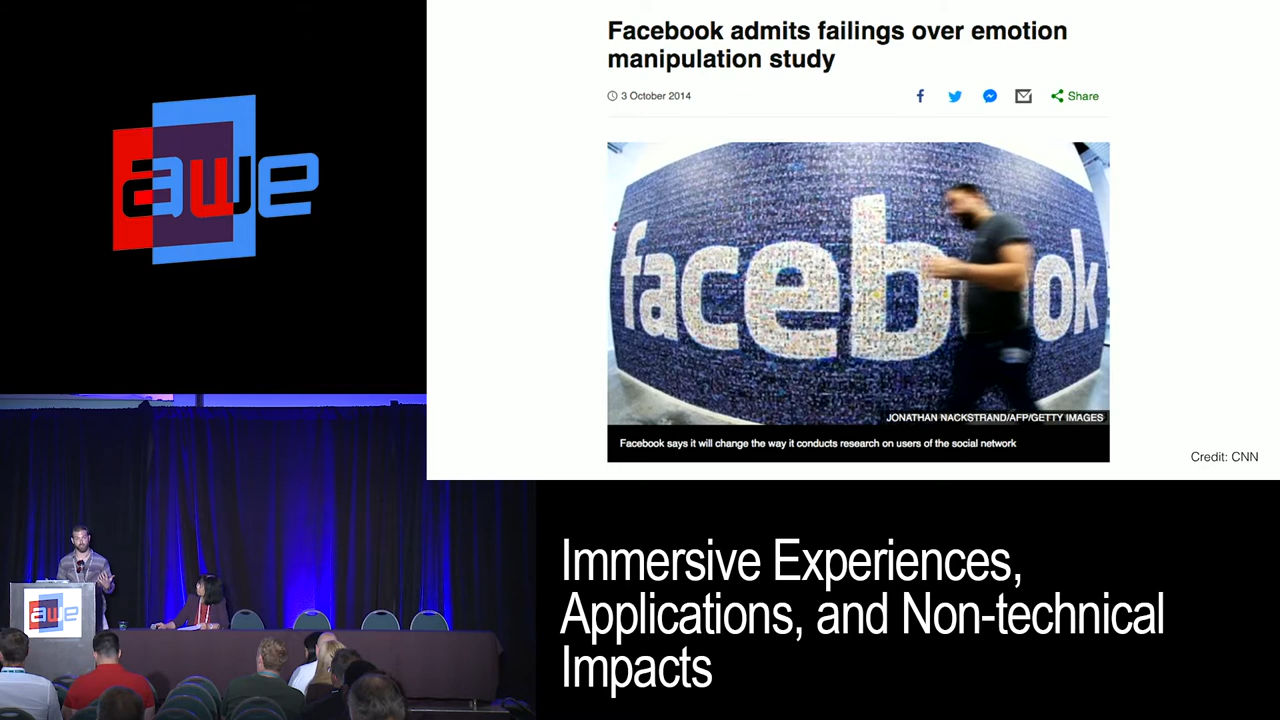 Facebook admits failings over emotion
manipulation study
3 October 2014
Share
awe
facebook
JONATHAN NACKSTRAND/AFP/GETTY IMAGES
Facebook says it will change the way it conducts research on users of the social network
Credit: CNN
awe
Immersive Experiences,
Applications, and Non-technical
Impacts